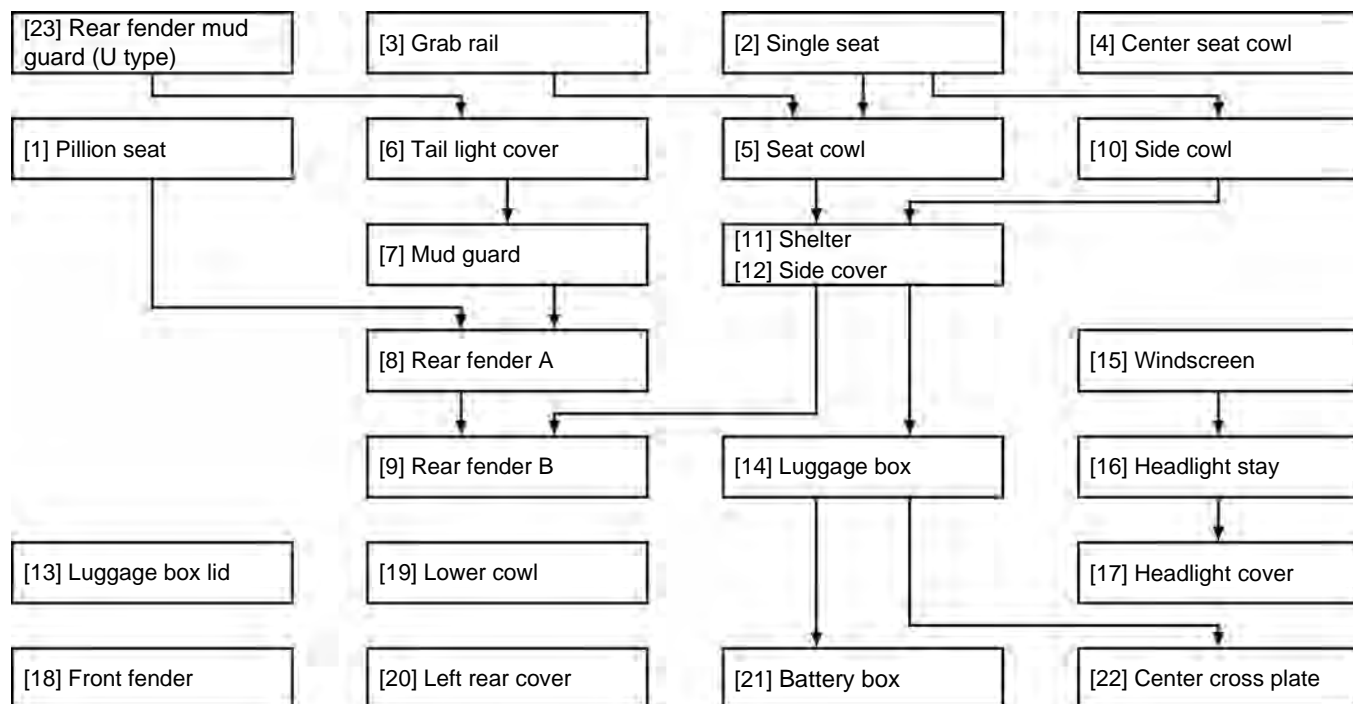 [23] Rear fender mud
guard (U type)
[3] Grab rail
[2] Single seat
[4] Center seat cowl
[1] Pillion seat
[6] Tail light cover
[5] Seat cowl
[10] Side cowl
[7] Mud guard
[11] Shelter
[12] Side cover
[8] Rear fender A
[15] Windscreen
[9] Rear fender B
[14] Luggage box
[16] Headlight stay
[13] Luggage box lid
[19] Lower cowl
[17] Headlight cover
[18] Front fender
[20] Left rear cover
[21] Battery box
[22] Center cross plate